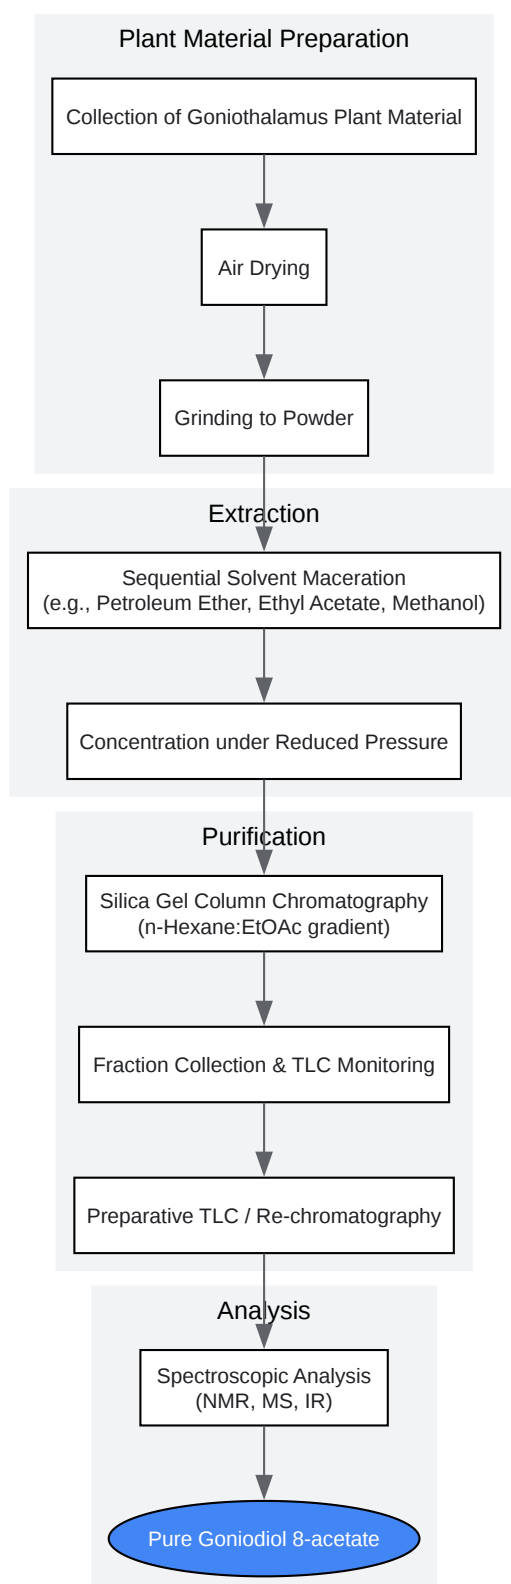 Plant Material Preparation
Collection of Goniothalamus Plant Material
Air Drying
Grinding to Powder
Extraction
Sequential Solvent Maceration
(e.g., Petroleum Ether, Ethyl Acetate, Methanol)
Concentration under Reduced Pressure
Purification
Silica Gel Column Chromatography
(n-Hexane:EtOAc gradient)
Fraction Collection & TLC Monitoring
Preparative TLC / Re-chromatography
Analysis
Spectroscopic Analysis
(NMR, MS, IR)
Pure Goniodiol 8-acetate